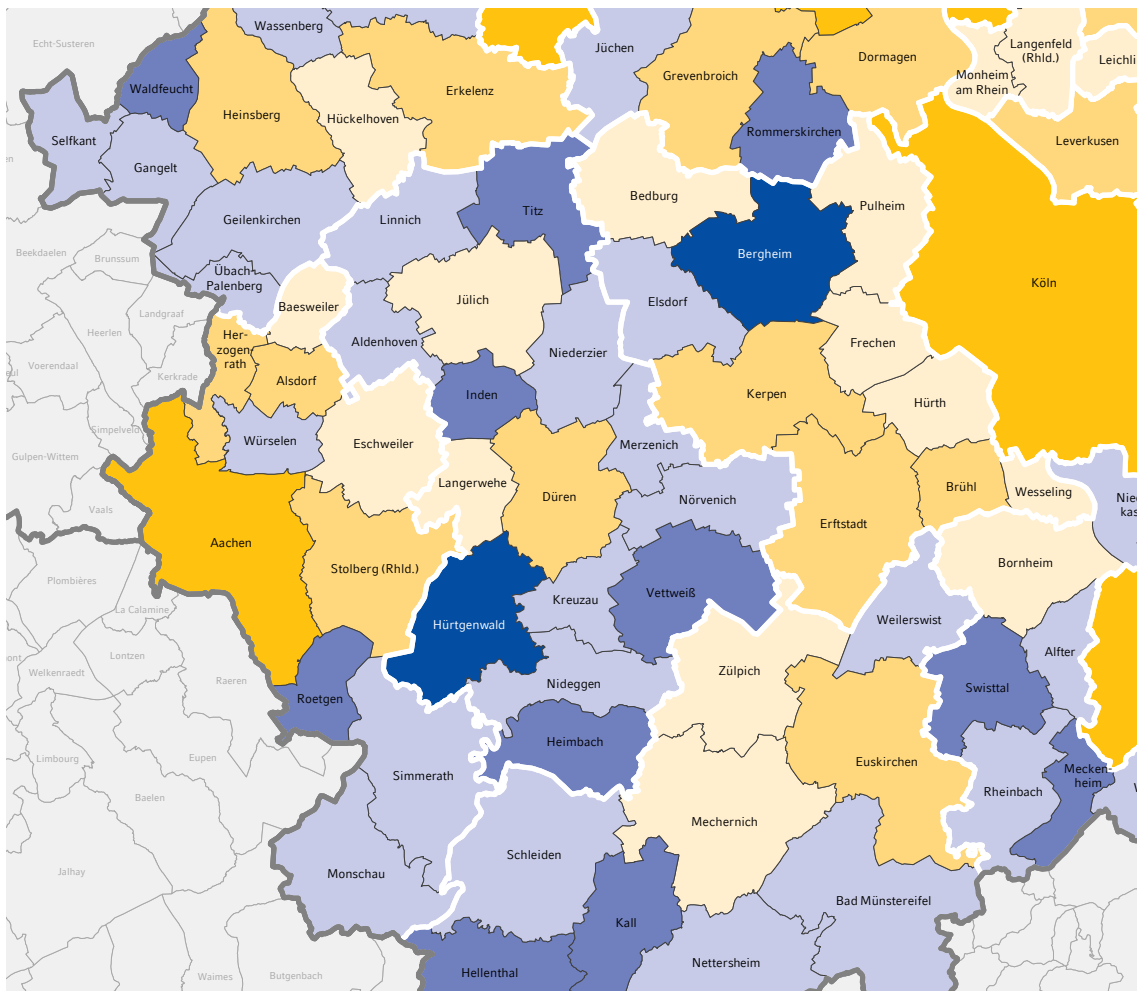 Echt-Susteren
Wassenberg
Jüchen
Grevenbroich
Dormagen
Langenfeld
(Rhld.)
Leichli
Monheim
am Rhein
Waldfeucht
Heinsberg
Hückelhoven
Erkelenz
Rommerskirchen
Leverkusen
Selfkant
Gangelt
Geilenkirchen
Linnich
Titz
Bedburg
Pulheim
Bergheim
Köln
Beekdaelen
Brunssum
Übach-
Palenberg
Baesweiler
Jülich
Elsdorf
Landgraaf
Heerlen
Voerendaal
Kerkrade
Her-
zogen-
rath
Alsdorf
Aldenhoven
Niederzier
Frechen
Inden
Kerpen
Hürth
Simpelveld
Gulpen-Wittem
Würselen
Eschweiler
Merzenich
Langerwehe
Düren
Nörvenich
Brühl
Wesseling
Nied
kas
Vaals
Aachen
Erftstadt
Stolberg (Rhld.)
Bornheim
Plombières
La Calamine
Kreuzau
Vettweiß
Hürtgenwald
Weilerswist
Alfter
Lontzen
Welkenraedt
Raeren
Roetgen
Nideggen
Zülpich
Swisttal
Limbourg
Eupen
Heimbach
Euskirchen
Simmerath
Rheinbach
Mecken-
heim
Baelen
Mechernich
Jalhay
Monschau
Schleiden
Bad Münstereifel
Kall
Waimes
Butgenbach
Hellenthal
Nettersheim